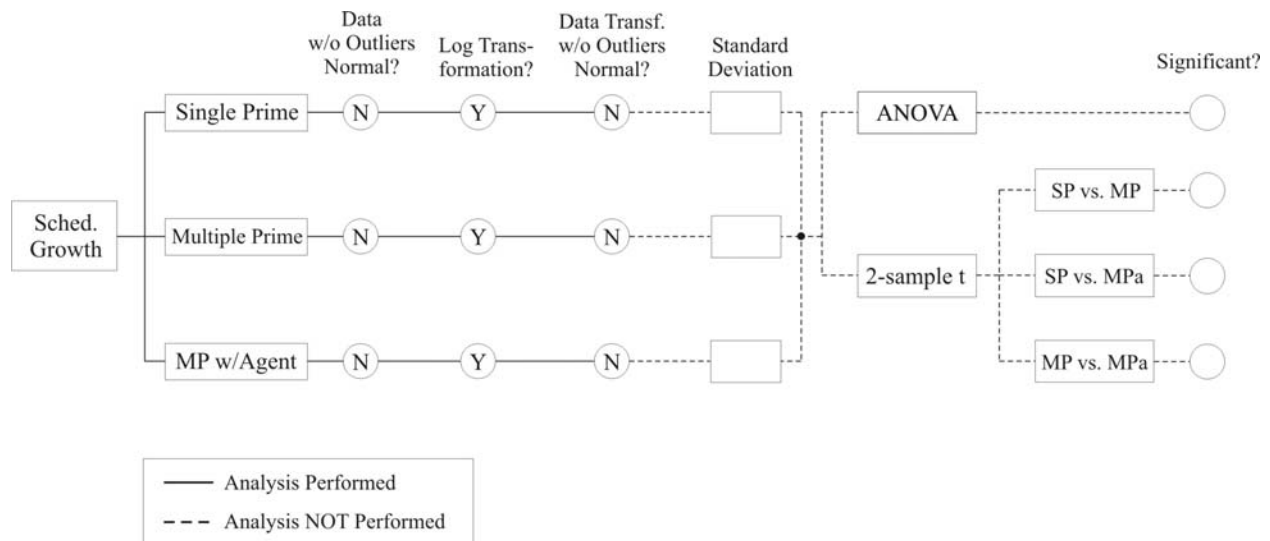 Data
w/o Outliers
Normal?
Log Trans-
formation?
Data Transf.
w/o Outliers
Normal?
Standard
Deviation
Significant?
Single Prime
N
Y
N
ANOVA
SP vs. MP
Sched.
Growth
Multiple Prime
N
Y
N
2-sample t
SP vs. MPa
MP w/Agent
N
Y
N
MP vs. MPa
Analysis Performed
Analysis NOT Performed